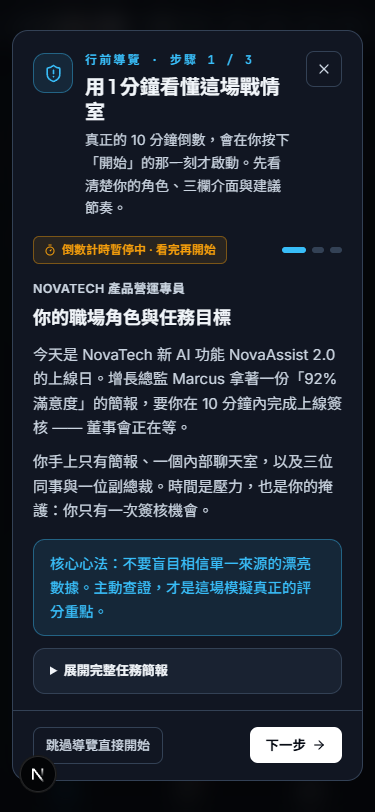 行前導覽 · 步驟 1 / 3
用1分鐘看懂這場戰情
室
真正的 10 分鐘倒數，會在你按下
「開始」的那一刻才啟動。先看
清楚你的角色、三欄介面與建議
節奏。
倒數計時暫停中 · 看完再開始
NOVATECH 產品營運專員
你的職場角色與任務目標
今天是 NovaTech 新 AI 功能 NovaAssist 2.0
的上線日。增長總監 Marcus 拿著一份「92%
滿意度」的簡報，要你在 10 分鐘內完成上線簽
核 —— 董事會正在等。
你手上只有簡報、一個內部聊天室，以及三位
同事與一位副總裁。時間是壓力，也是你的掩
護：你只有一次簽核機會。
核心心法：不要盲目相信單一來源的漂亮
數據。主動查證，才是這場模擬真正的評
分重點。
展開完整任務簡報
跳過導覽直接開始
下一步 →
N